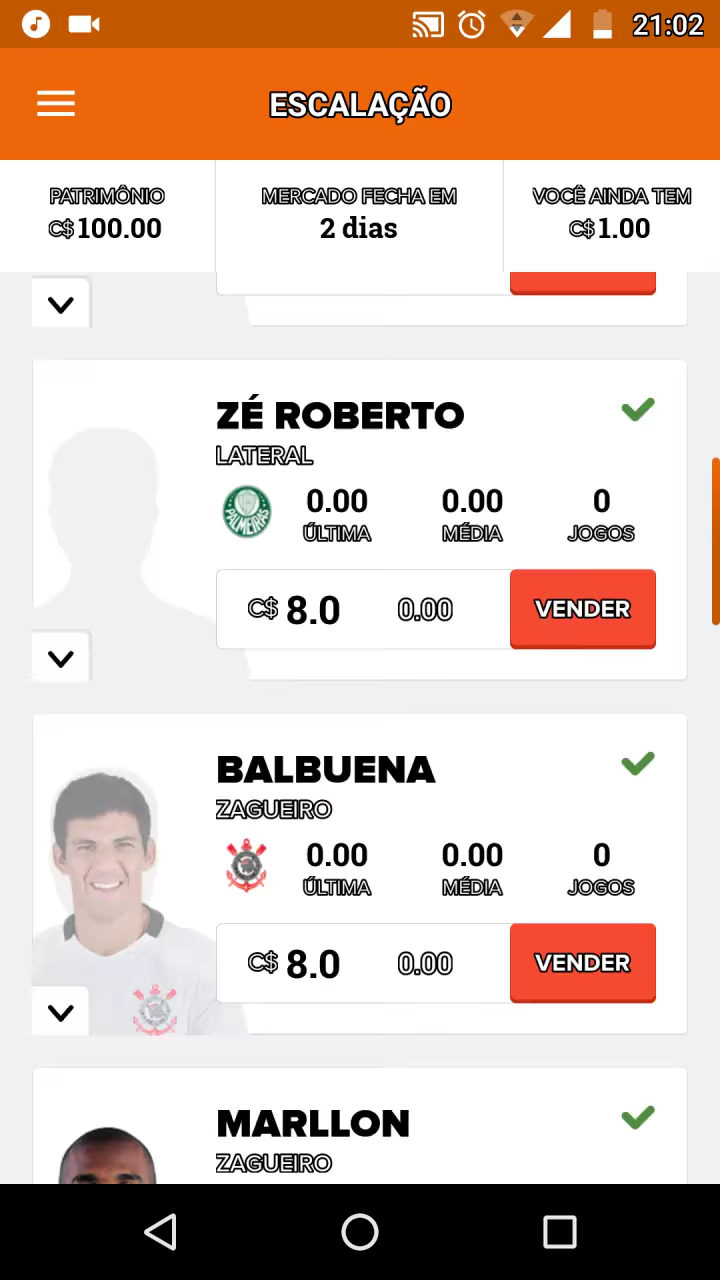 21:02
ESCALAÇÃO
PATRIMÔNIO
C$ 100.00
MERCADO FECHA EM
2 dias
VOCÊ AINDA TEM
C$ 1.00
ZÉ ROBERTO
LATERAL
PALMEIRAS
0.00 0.00 0
ÚLTIMA MÉDIA JOGOS
C$ 8.0 0.00 VENDER
BALBUENA
ZAGUEIRO
0.00 0.00 0
ÚLTIMA MÉDIA JOGOS
C$ 8.0 0.00 VENDER
MARLLON
ZAGUEIRO